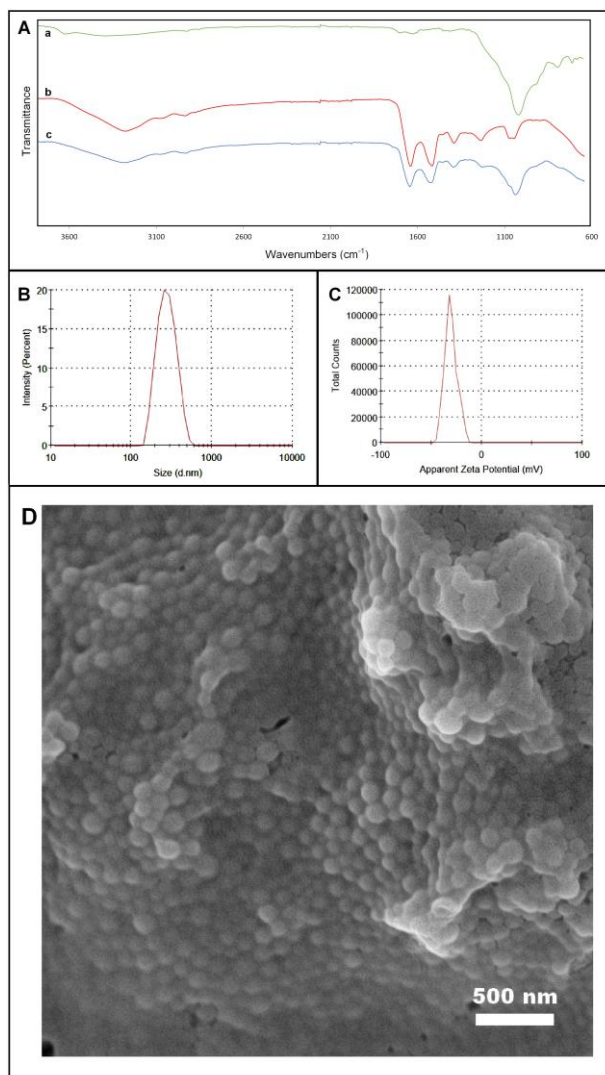 A
a
b
c
Transmittance
3600 3100 2600 2100 1600 1100 600
Wavenumbers (cm-1)
B
20
15
10
5
0
Intensity (Percent)
10 100 1000 10000
Size (d.nm)
C
120000
100000
80000
60000
40000
20000
0
Total Counts
-100 0 100
Apparent Zeta Potential (mV)
D
500 nm